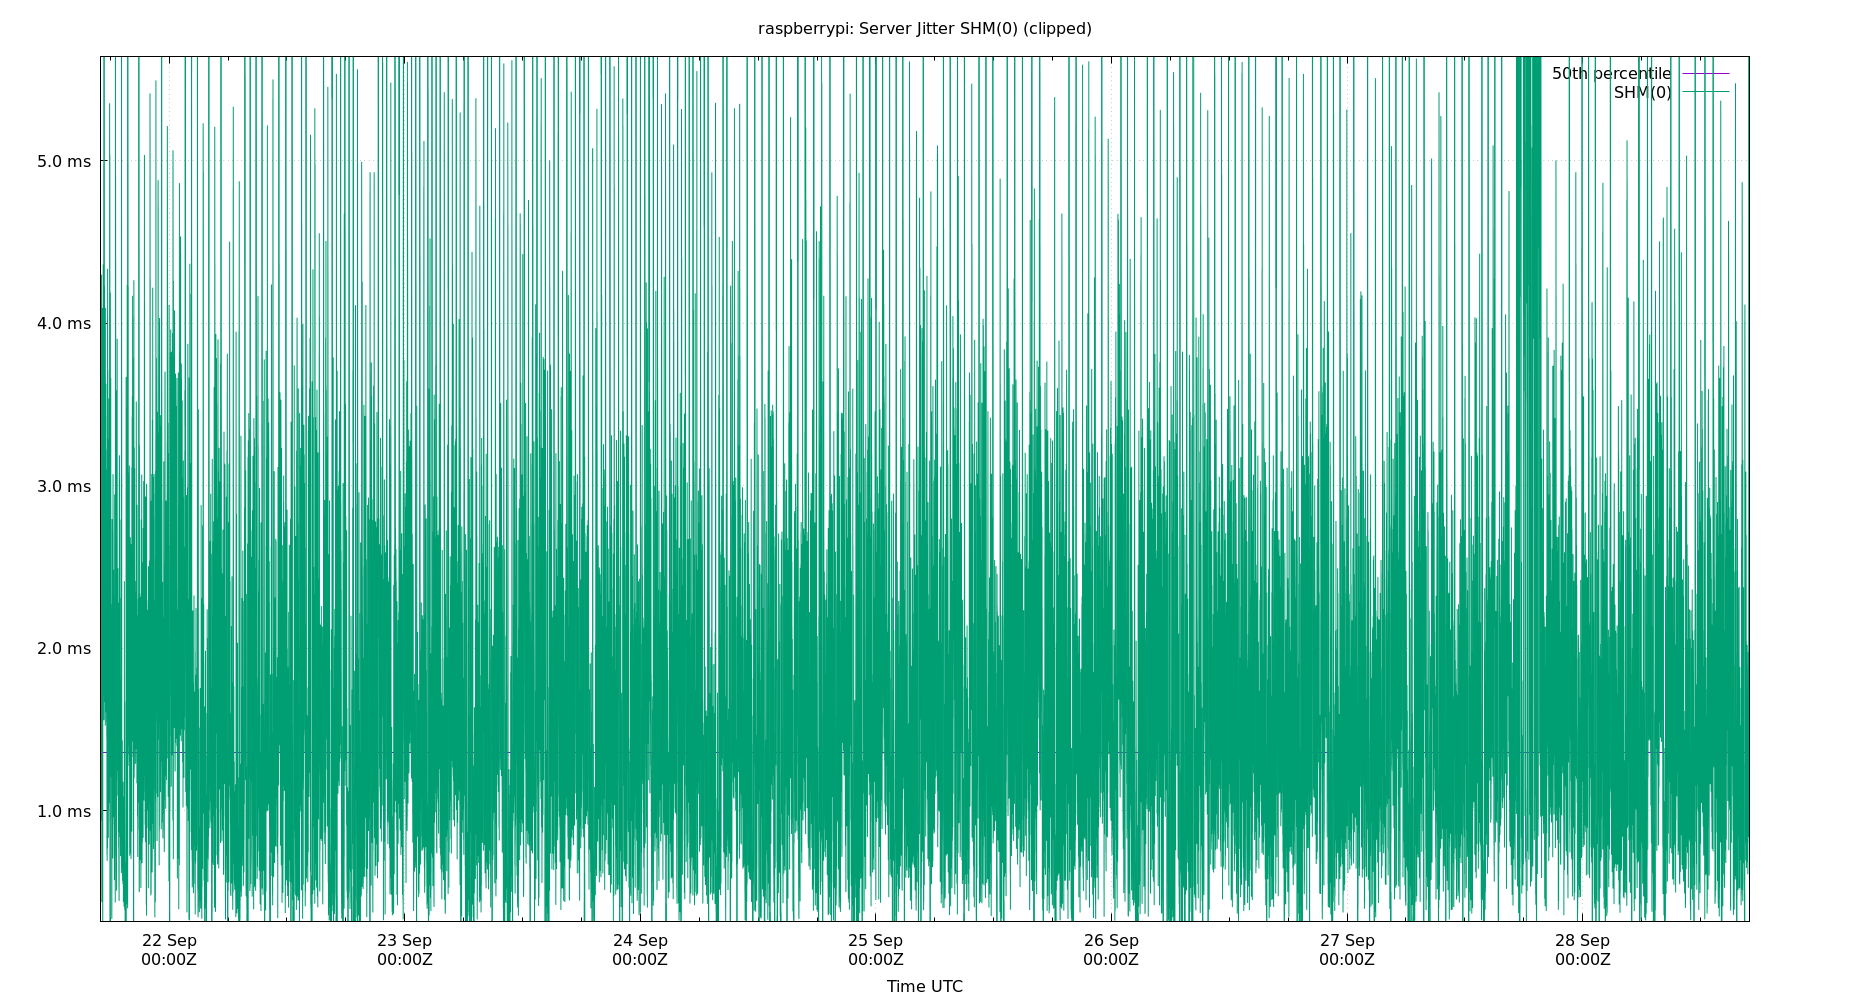 raspberrypi: Server Jitter SHM(0) (clipped)
50th percentile
SHM(0)
5.0 ms
4.0 ms
3.0 ms
2.0 ms
1.0 ms
22 Sep 23 Sep 24 Sep 25 Sep 26 Sep 27 Sep 28 Sep
00:00Z 00:00Z 00:00Z 00:00Z 00:00Z 00:00Z 00:00Z
Time UTC